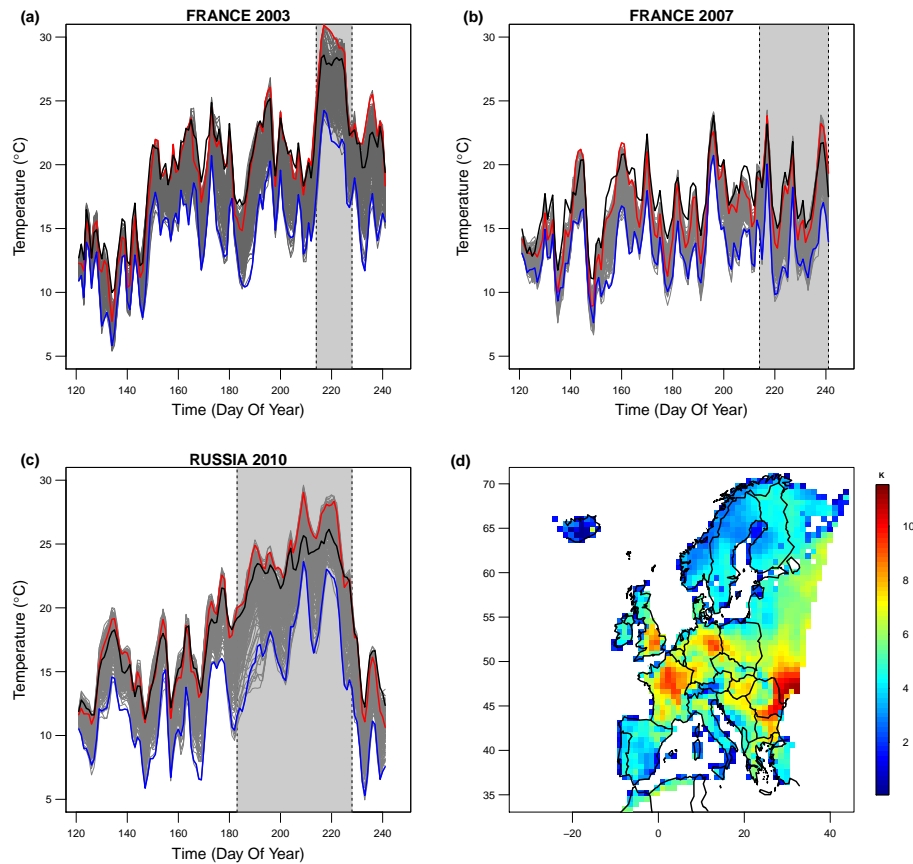 (a)
FRANCE 2003
30
25
20
15
10
5
Temperature (°C)
120 140 160 180 200 220 240
Time (Day Of Year)
(b)
FRANCE 2007
30
25
20
15
10
5
Temperature (°C)
120 140 160 180 200 220 240
Time (Day Of Year)
(c)
RUSSIA 2010
30
25
20
15
10
5
Temperature (°C)
120 140 160 180 200 220 240
Time (Day Of Year)
(d)
70
65
60
55
50
45
40
35
−20 0 20 40
K
10
8
6
4
2